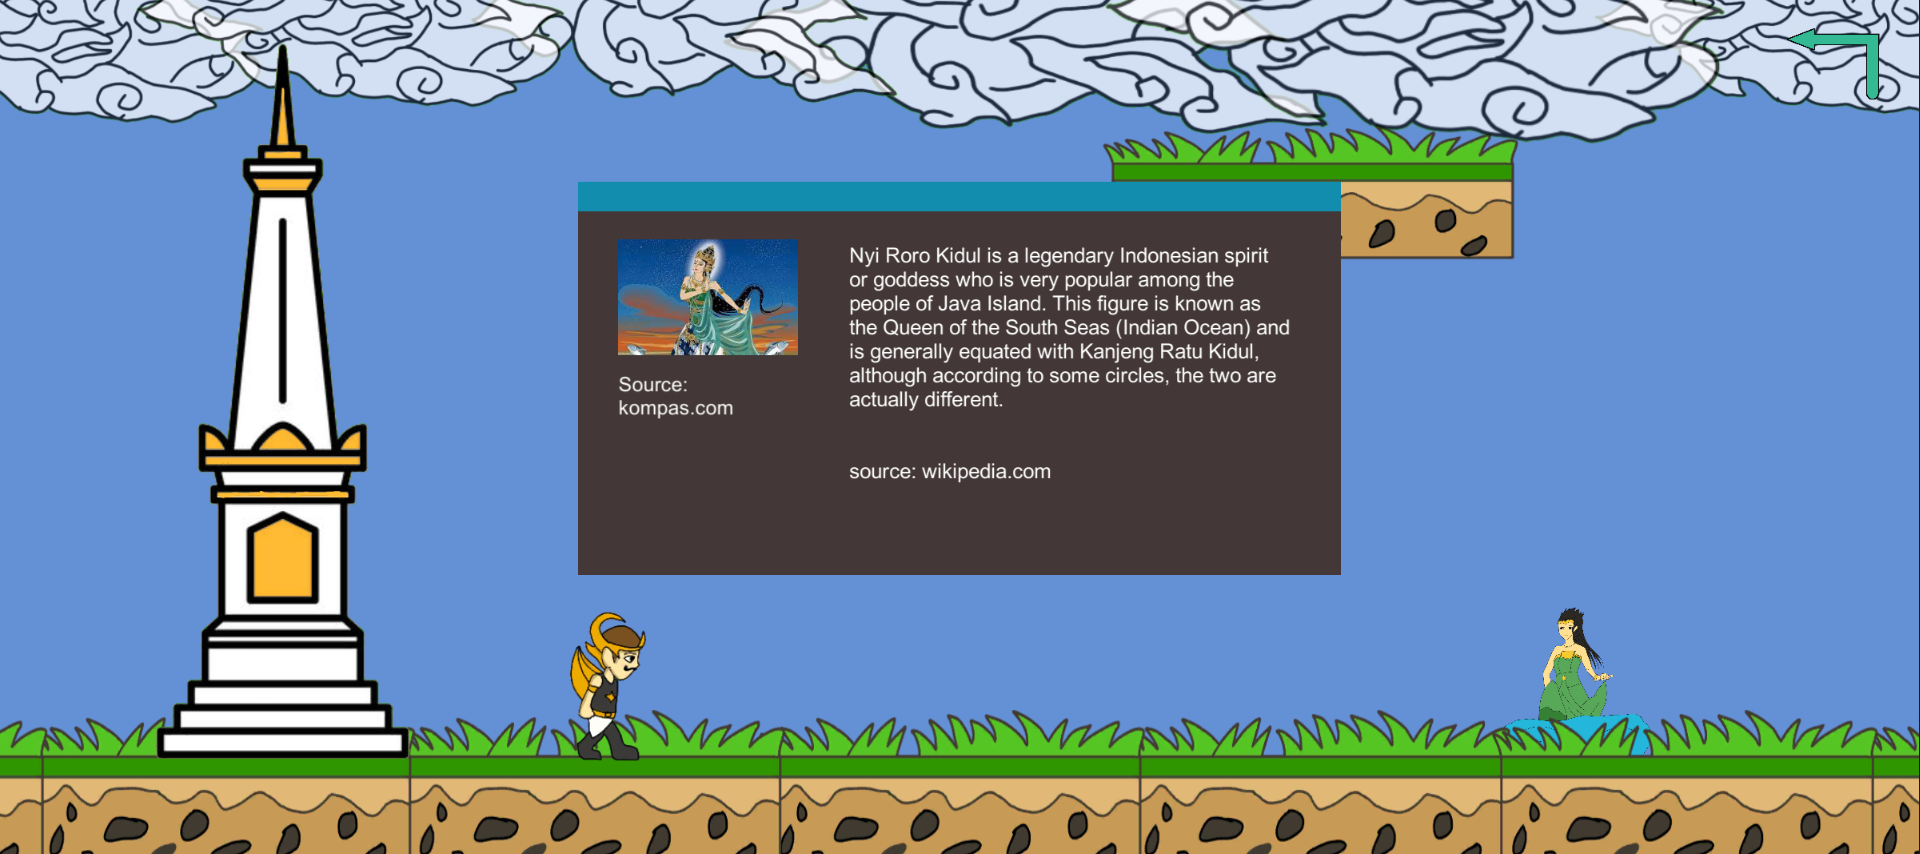 Source:
kompas.com
Nyi Roro Kidul is a legendary Indonesian spirit
or goddess who is very popular among the
people of Java Island. This figure is known as
the Queen of the South Seas (Indian Ocean) and
is generally equated with Kanjeng Ratu Kidul,
although according to some circles, the two are
actually different.
source: wikipedia.com